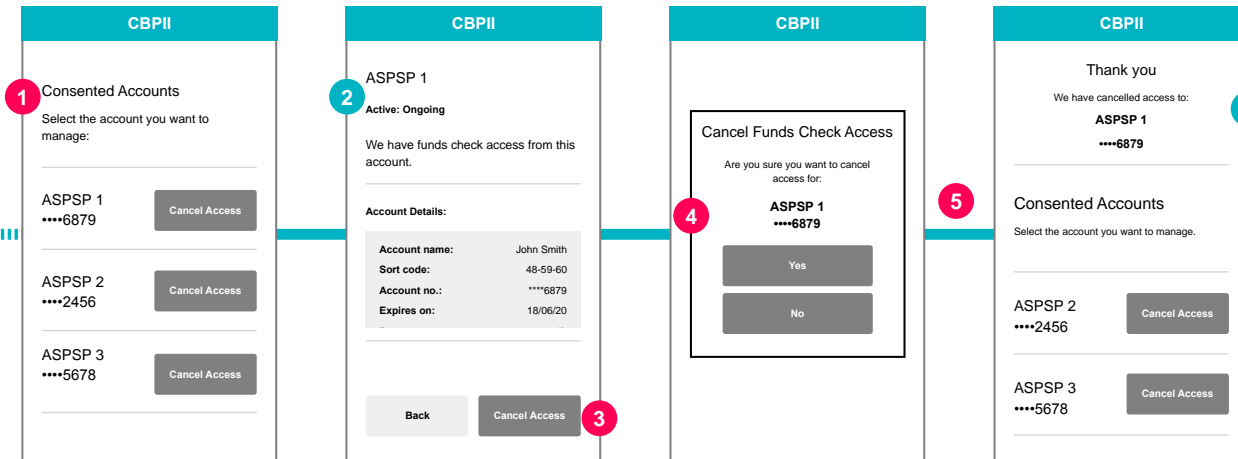 CBPII
1
Consented Accounts
Select the account you want to
manage:
ASPSP 1
••••6879
Cancel Access
ASPSP 2
••••2456
Cancel Access
ASPSP 3
••••5678
Cancel Access
CBPII
ASPSP 1
2
Active: Ongoing
We have funds check access from this
account.
Account Details:
Account name: John Smith
Sort code: 48-59-60
Account no.: ****6879
Expires on: 18/06/20
Back
Cancel Access
3
CBPII
Cancel Funds Check Access
Are you sure you want to cancel
access for:
4
ASPSP 1
••••6879
Yes
No
5
CBPII
Thank you
We have cancelled access to:
ASPSP 1
••••6879
Consented Accounts
Select the account you want to manage.
ASPSP 2
••••2456
Cancel Access
ASPSP 3
••••5678
Cancel Access